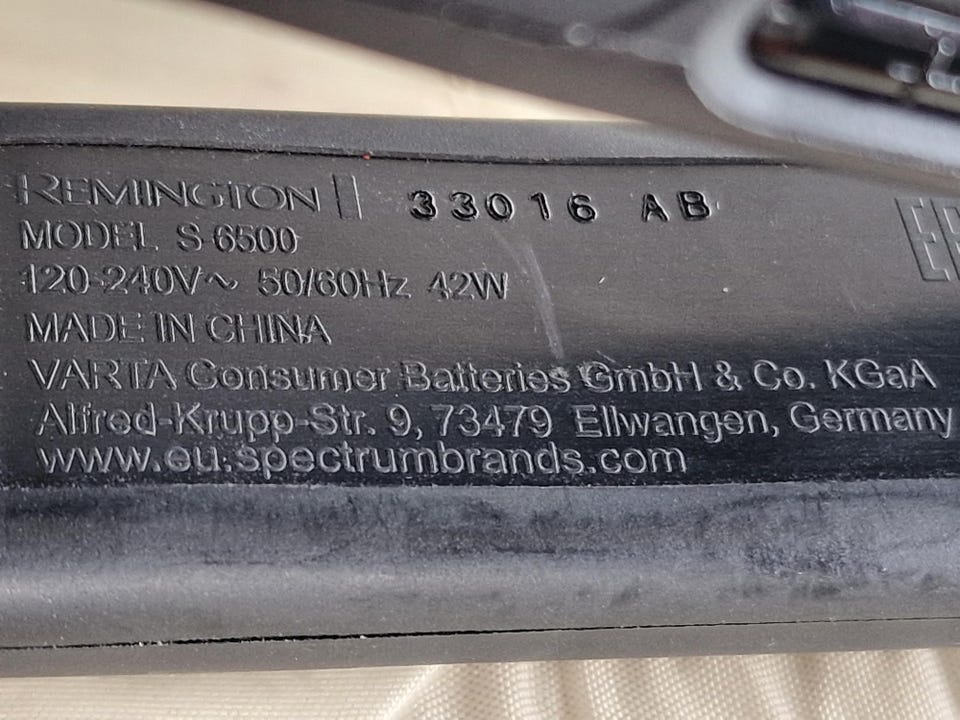 REMINGTON 33016 AB
MODEL S 6500
120-240V~ 50/60Hz 42W
MADE IN CHINA
VARTA Consumer Batteries GmbH & Co. KGaA
Alfred-Krupp-Str. 9, 73479 Ellwangen, Germany
www.eu.spectrumbrands.com